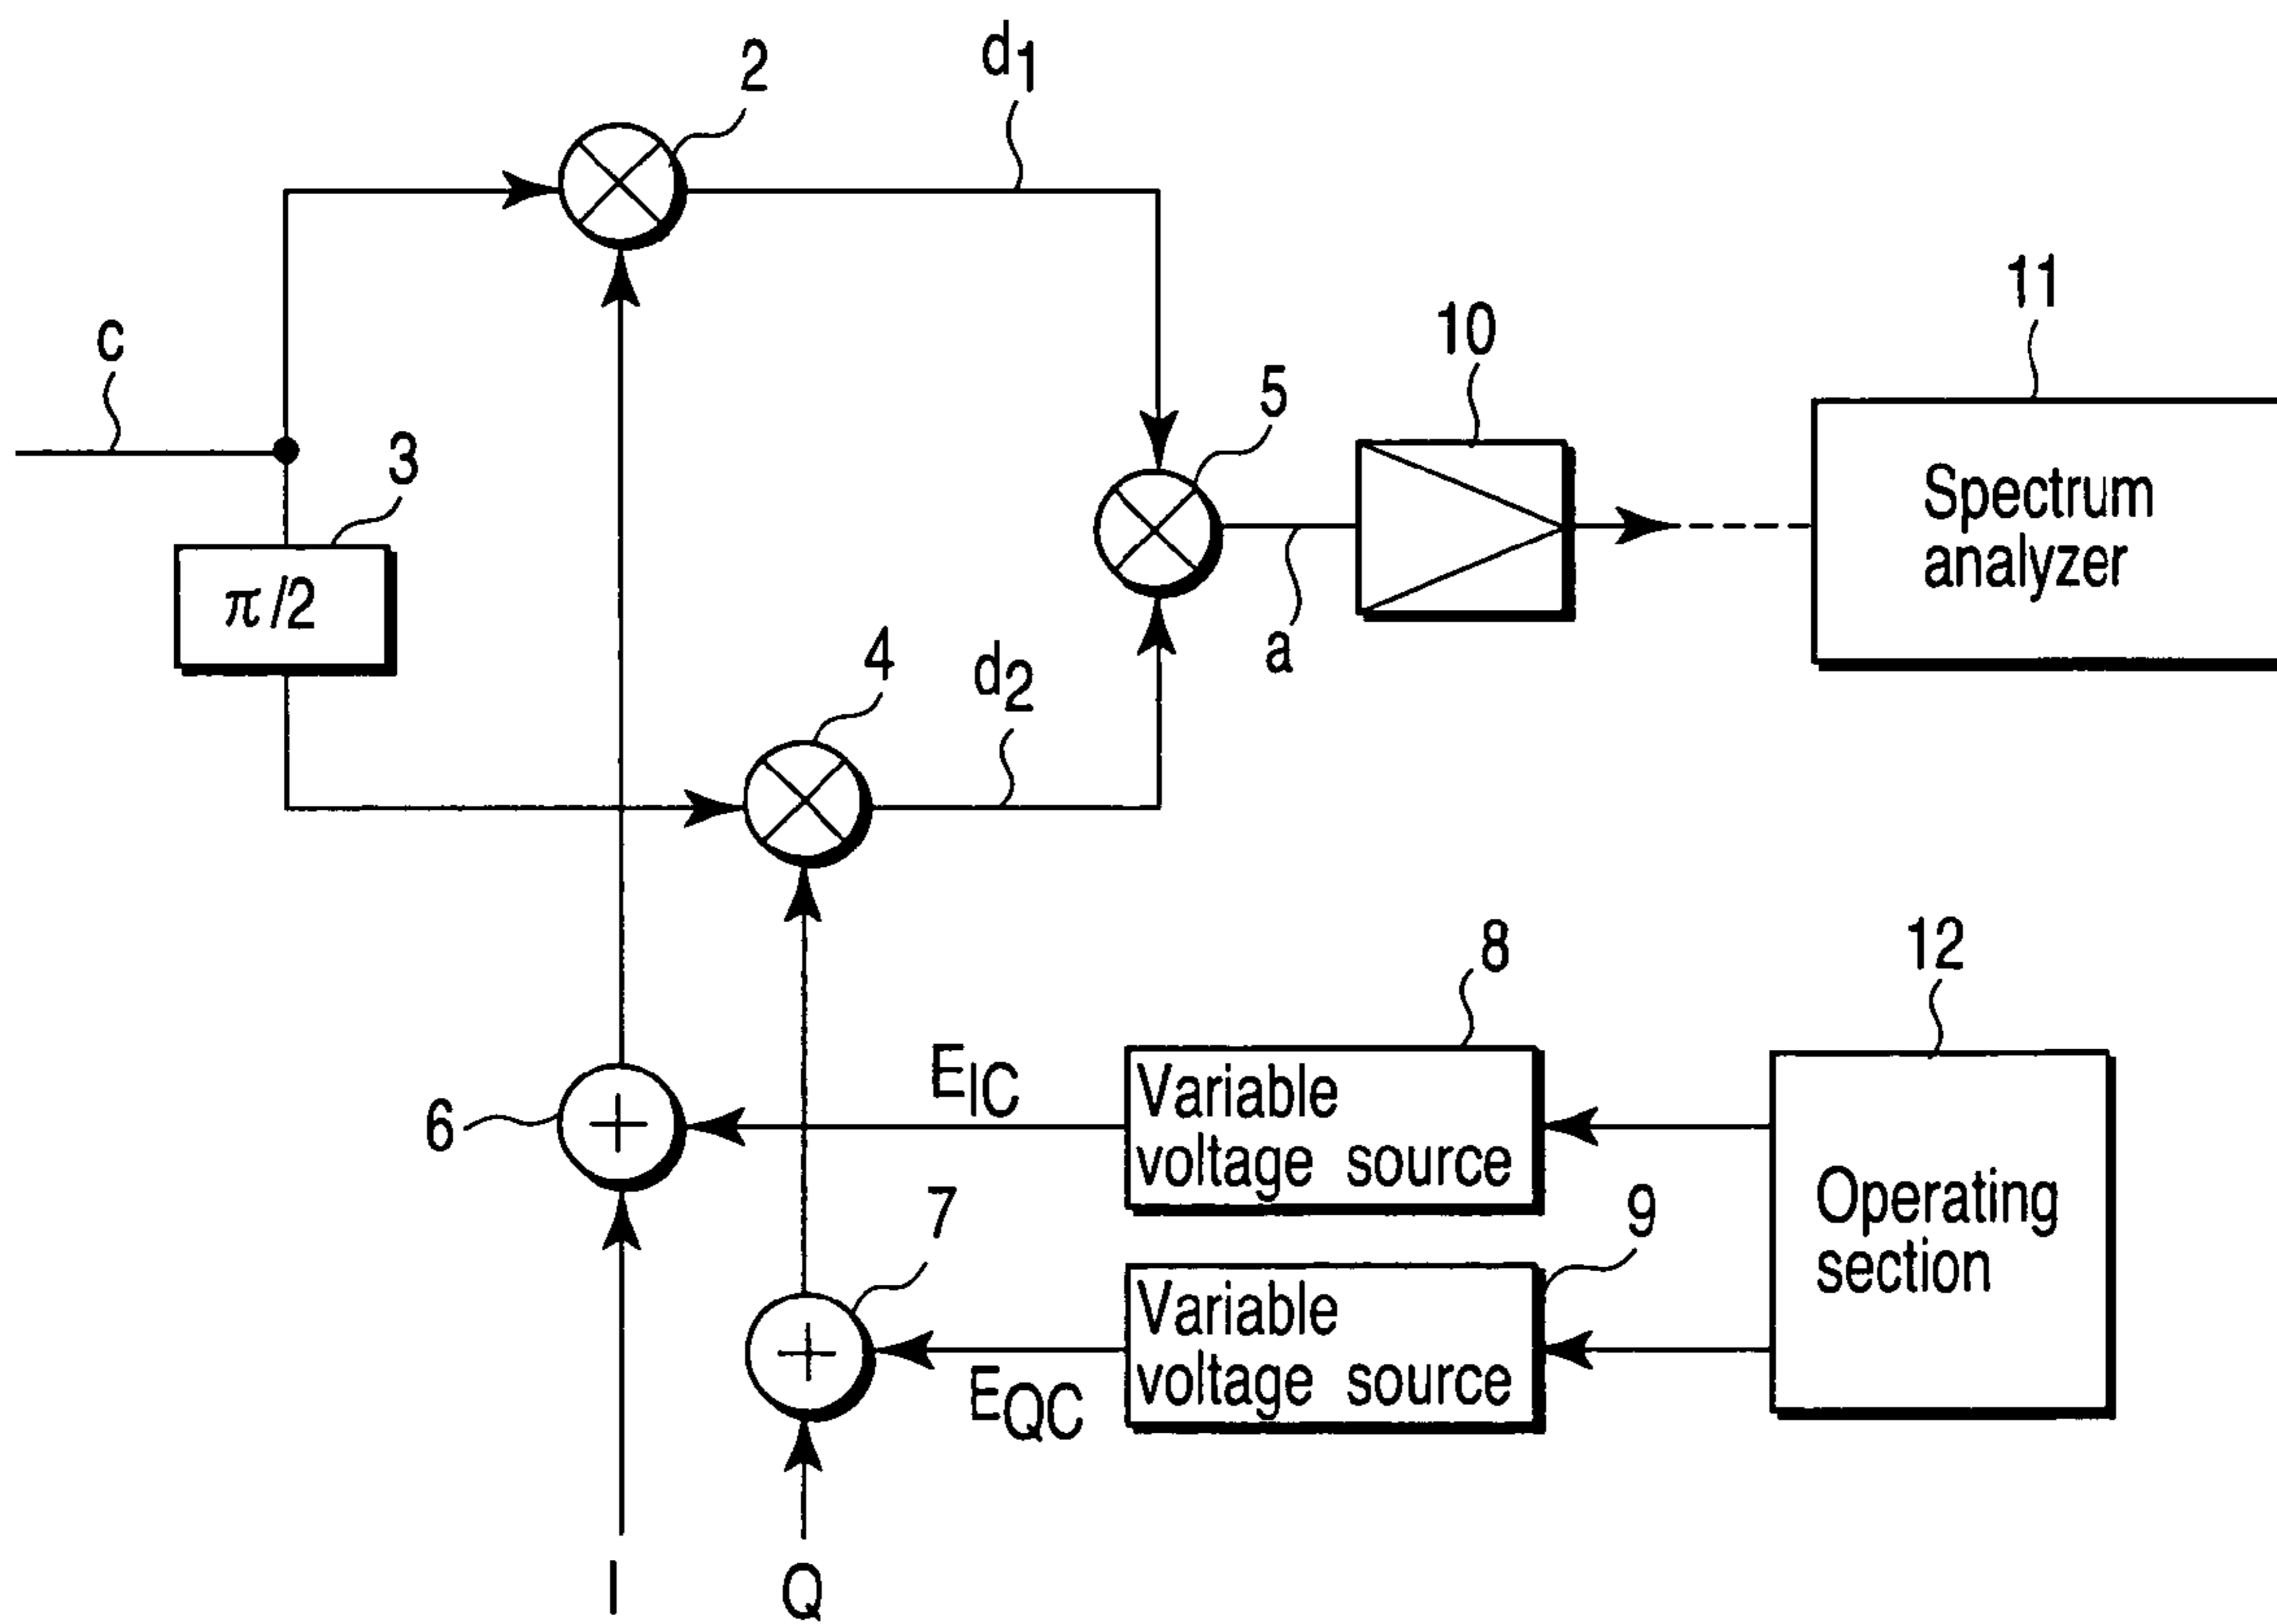 2
d1
11
c
10
5
3
Spectrum
analyzer
π/2
4
d2
a
8
12
EIC
Variable
voltage source
6
Operating
section
7
9
Variable
voltage source
EQC
I
Q